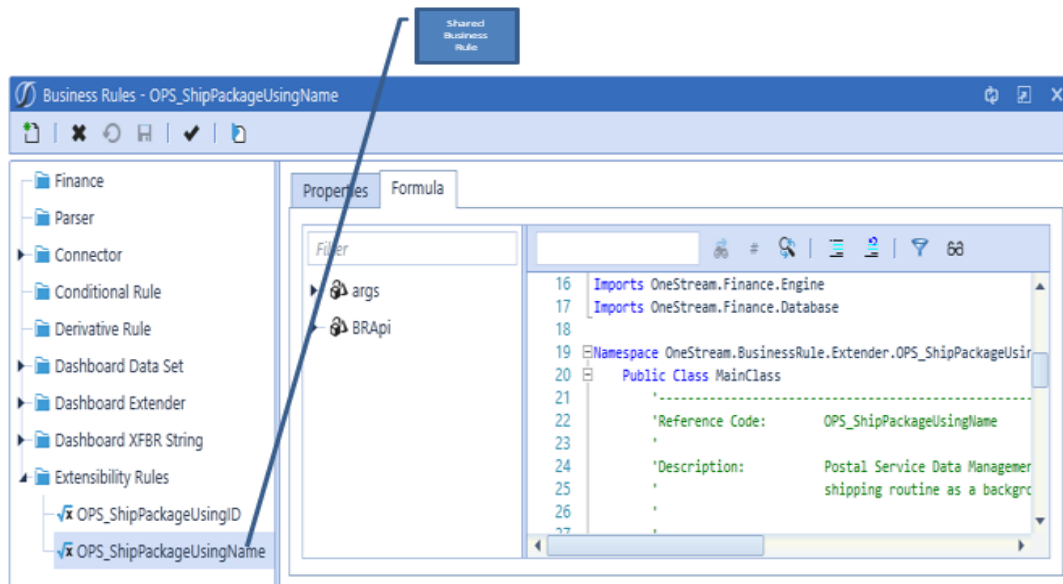 Shared
Business
Rule
Business Rules - OPS_ShipPackageUsingName
Finance
Parser
Connector
Conditional Rule
Derivative Rule
Dashboard Data Set
Dashboard Extender
Dashboard XFBR String
Extensibility Rules
OPS_ShipPackageUsingID
OPS_ShipPackageUsingName
Properties
Formula
Filter
args
BRApi
16 Imports OneStream.Finance.Engine
17 Imports OneStream.Finance.Database
18
19 Namespace OneStream.BusinessRule.Extender.OPS_ShipPackageUsin
20 Public Class MainClass
21 '--------------------------------------------------
22 'Reference Code: OPS_ShipPackageUsingName
23 '
24 'Description: Postal Service Data Managemen
25 ' shipping routine as a backgro
26 '
27 '